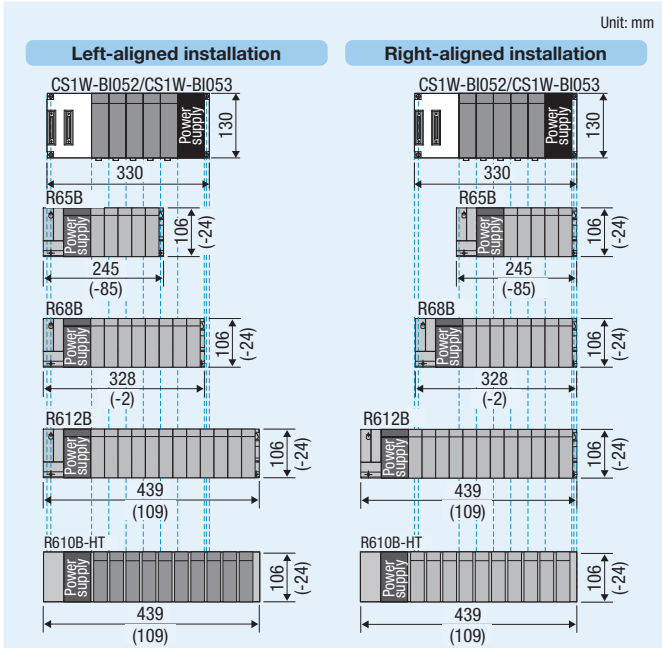 Unit: mm
Left-aligned installation
CS1W-BI052/CS1W-BI053
Power
supply
130
330
R65B
Power
supply
106
(-24)
245
(-85)
R68B
Power
supply
106
(-24)
328
(-2)
R612B
Power
supply
106
(-24)
439
(109)
R610B-HT
Power
supply
106
(-24)
439
(109)
Right-aligned installation
CS1W-BI052/CS1W-BI053
Power
supply
130
330
R65B
Power
supply
106
(-24)
245
(-85)
R68B
Power
supply
106
(-24)
328
(-2)
R612B
Power
supply
106
(-24)
439
(109)
R610B-HT
Power
supply
106
(-24)
439
(109)